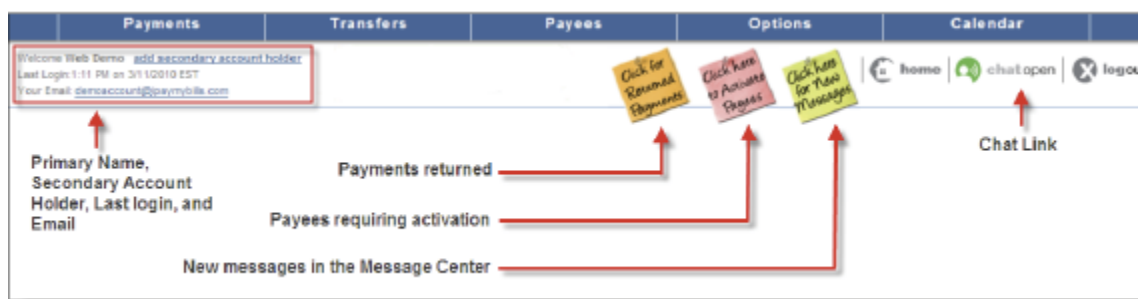 Payments Transfers Payees Options Calendar
Welcome Web Demo add secondary account holder
Last Login: 1:11 PM on 3/11/2010 EST
Your Email: demoaccount@ipaymybills.com
Click for
Returned
Payments
Click here
to Activate
Payees
Click here
for New
Messages
home chat open logou
Primary Name,
Secondary Account
Holder, Last login, and
Email
Payments returned
Payees requiring activation
New messages in the Message Center
Chat Link